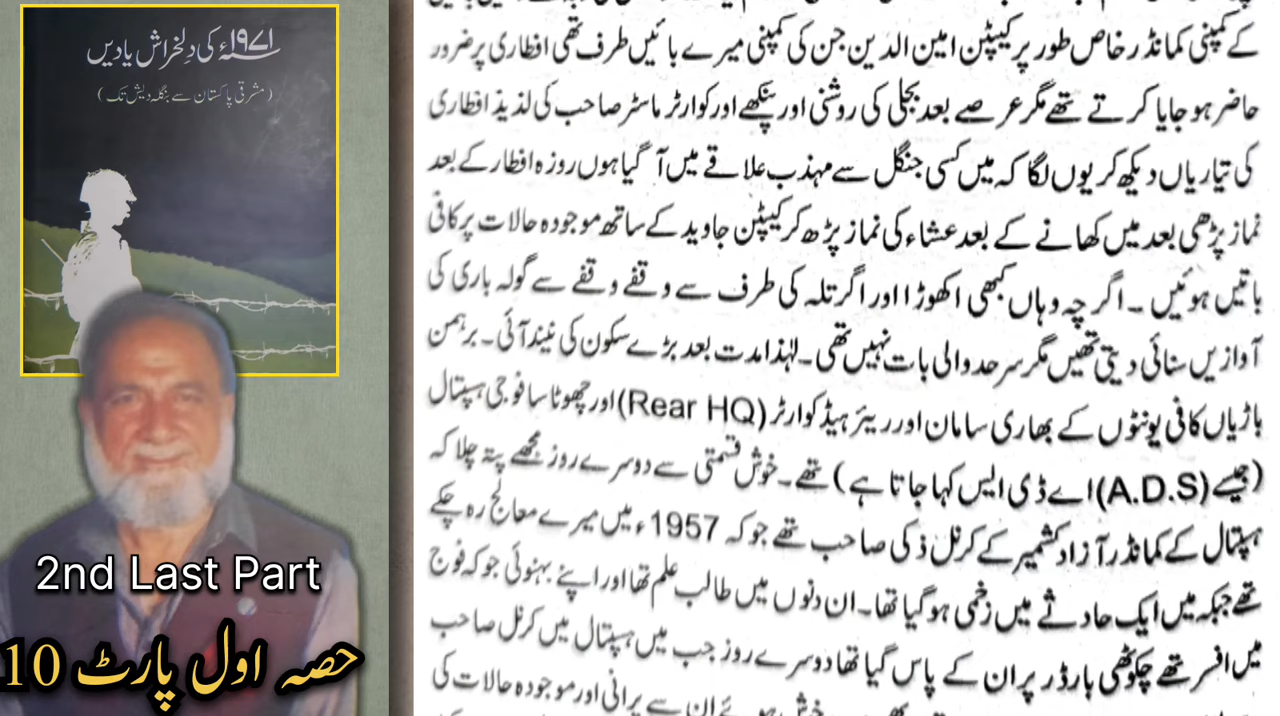 ۱۹۷۱ء کی دلخراش یادیں
(مشرقی پاکستان سے بنگلہ دیش تک)
2nd Last Part
حصہ اول پارٹ 10
کے کمپنی کمانڈر خاص طور پر کیپٹن امین الدین جن کی کمپنی میرے بائیں طرف تھی افطاری پر ضرور
حاضر ہو جایا کرتے تھے مگر عرصے بعد بجلی کی روشنی اور پنکھے اور کوارٹر ماسٹر صاحب کی لذیذ افطاری
کی تیاریاں دیکھ کر یوں لگا کہ میں کسی جنگل سے مہذب علاقے میں آ گیا ہوں روزہ افطار کے بعد
نماز پڑھی بعد میں کھانے کے بعد عشاء کی نماز پڑھ کر کیپٹن جاوید کے ساتھ موجودہ حالات پر کافی
باتیں ہوئیں۔ اگر چہ وہاں کبھی اکھوڑا اور اگرتلہ کی طرف سے وقفے وقفے سے گولہ باری کی
آوازیں سنائی دیتی تھیں مگر سرحد والی بات نہیں تھی۔ لہٰذا مدت بعد بڑے سکون کی نیند آئی۔ برہمن
باڑیاں کافی یونٹوں کے بھاری سامان اور ریئر ہیڈ کوارٹر (Rear HQ) اور چھوٹا سا فوجی ہسپتال
(جیسے (A.D.S) اے ڈی ایس کہا جاتا ہے) تھے۔ خوش قسمتی سے دوسرے روز مجھے پتہ چلا کہ
ہسپتال کے کمانڈر آزاد کشمیر کے کرنل ذکی صاحب تھے جو کہ 1957ء میں میرے معالج رہ چکے
تھے جبکہ میں ایک حادثے میں زخمی ہو گیا تھا۔ ان دنوں میں طالب علم تھا اور اپنے بہنوئی جو کہ فوج
میں افسر تھے چکوٹھی بارڈر پر ان کے پاس گیا تھا دوسرے روز جب میں ہسپتال میں کرنل صاحب
خوش ہوئے ان سے پرانی اور موجودہ حالات کی